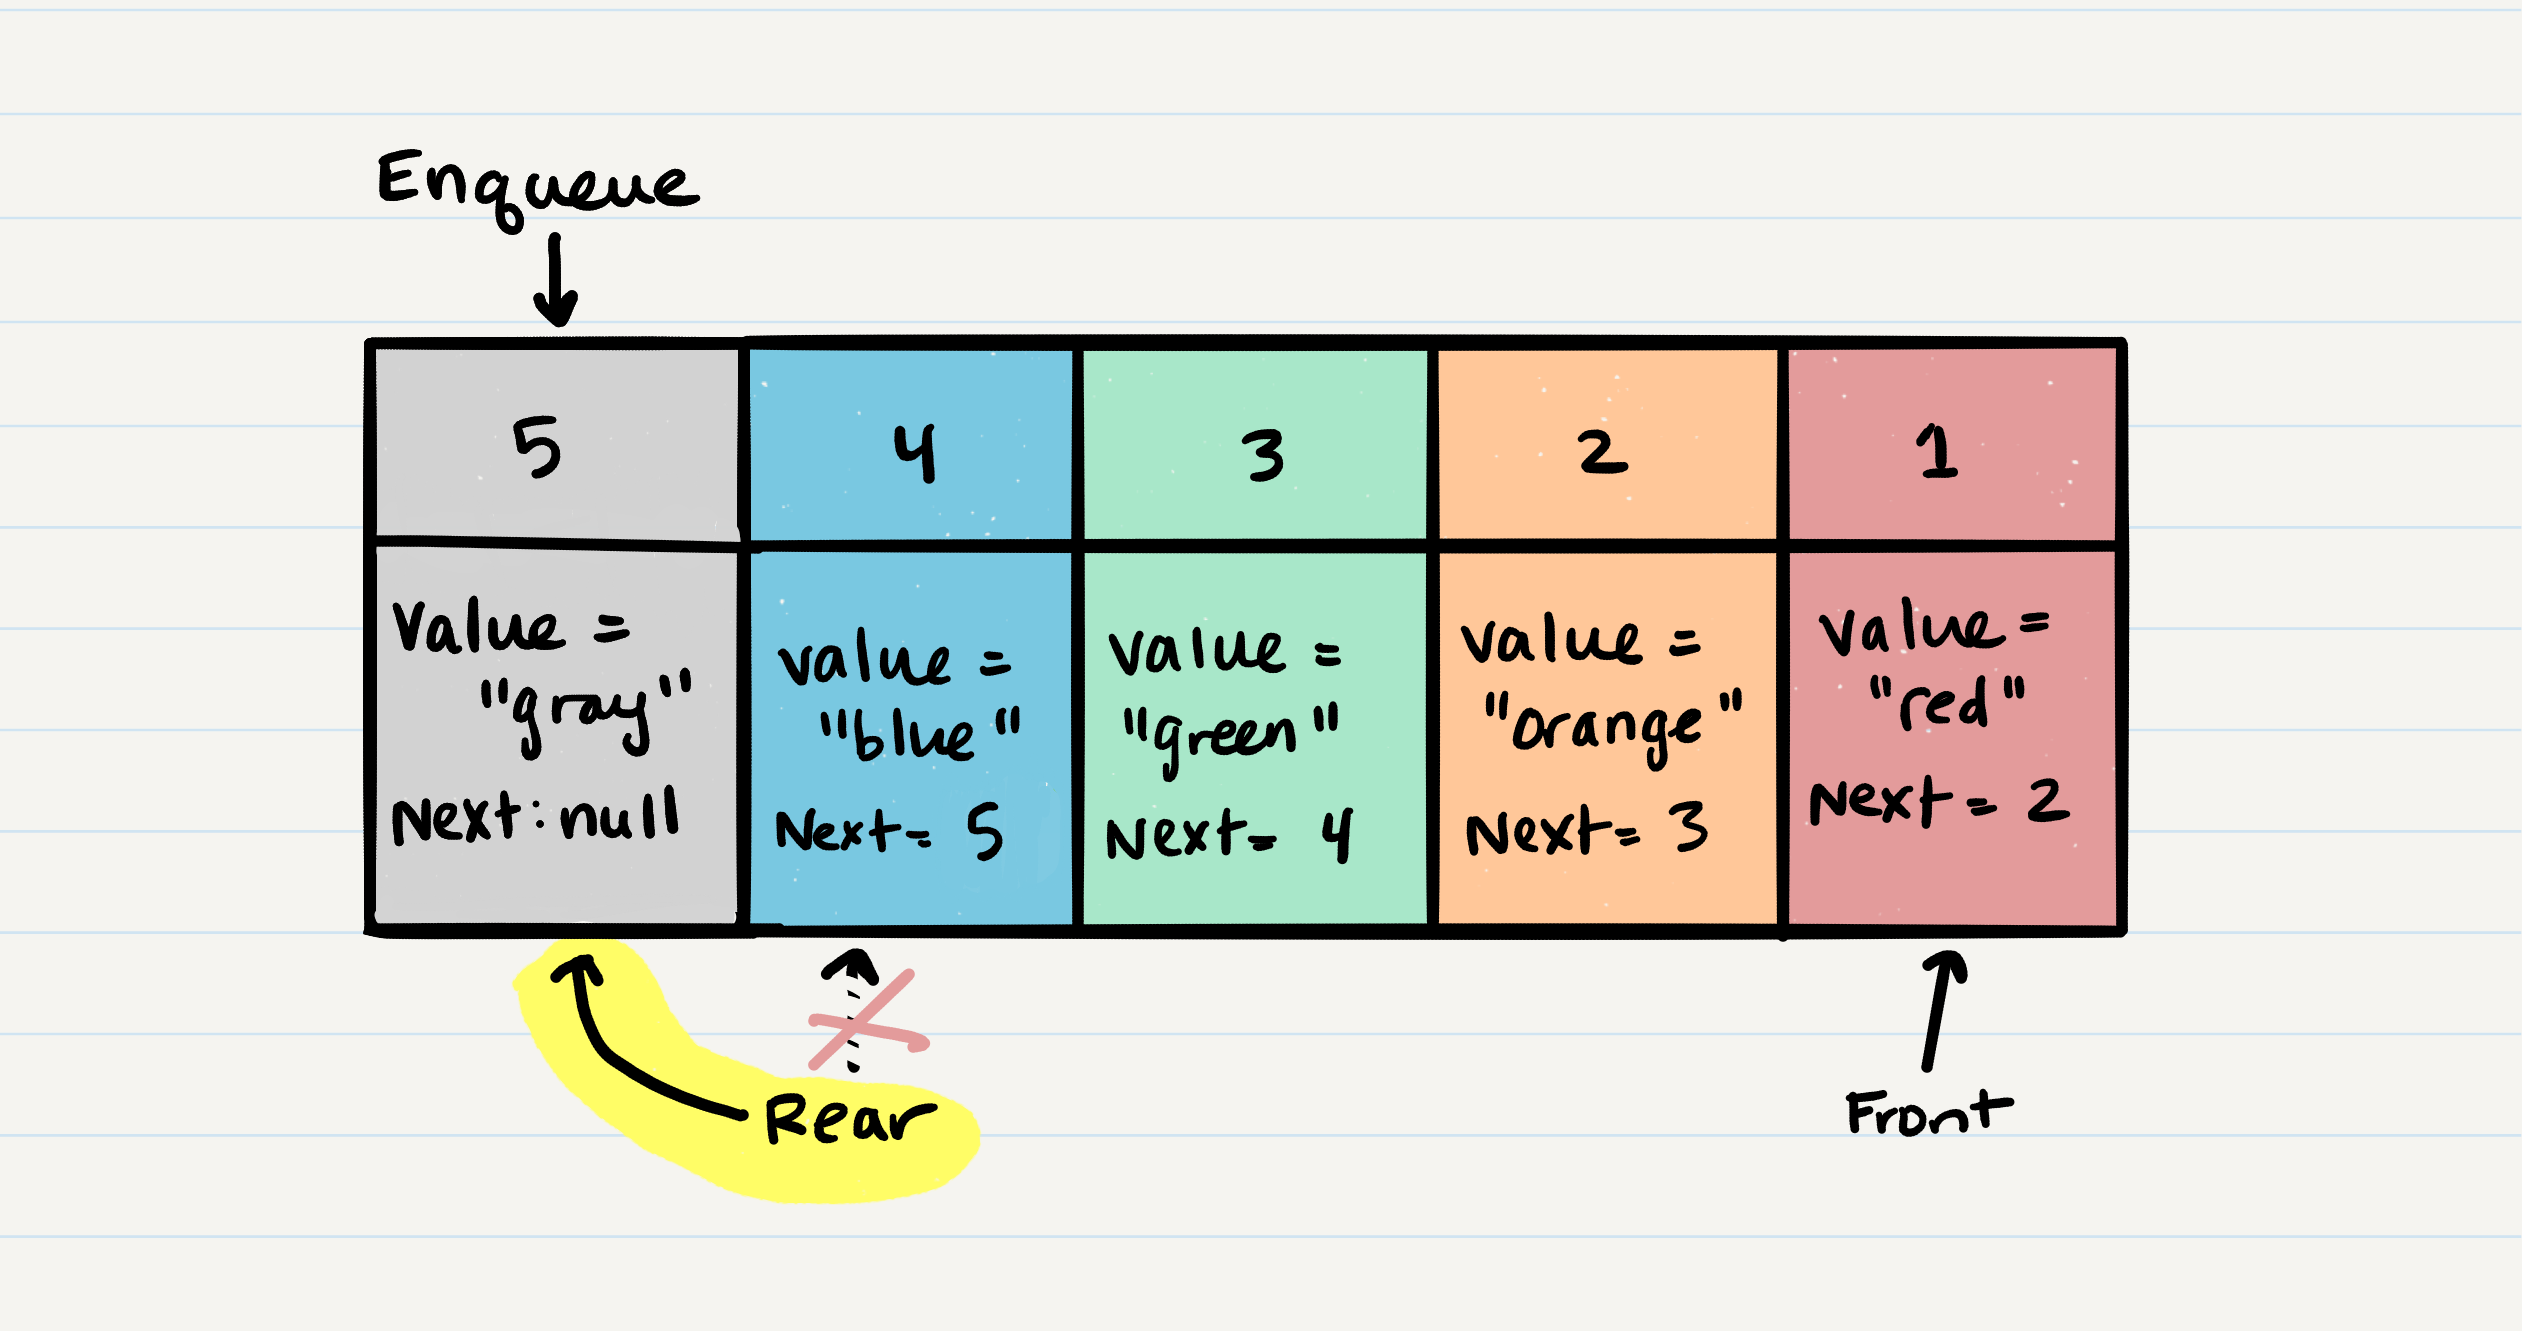 Enqueue
5
4
3
2
1
Value =
"gray"
Next: null
value =
"blue"
Next= 5
value =
"green"
Next= 4
value =
"orange"
Next= 3
value =
"red"
Next= 2
Rear
Front